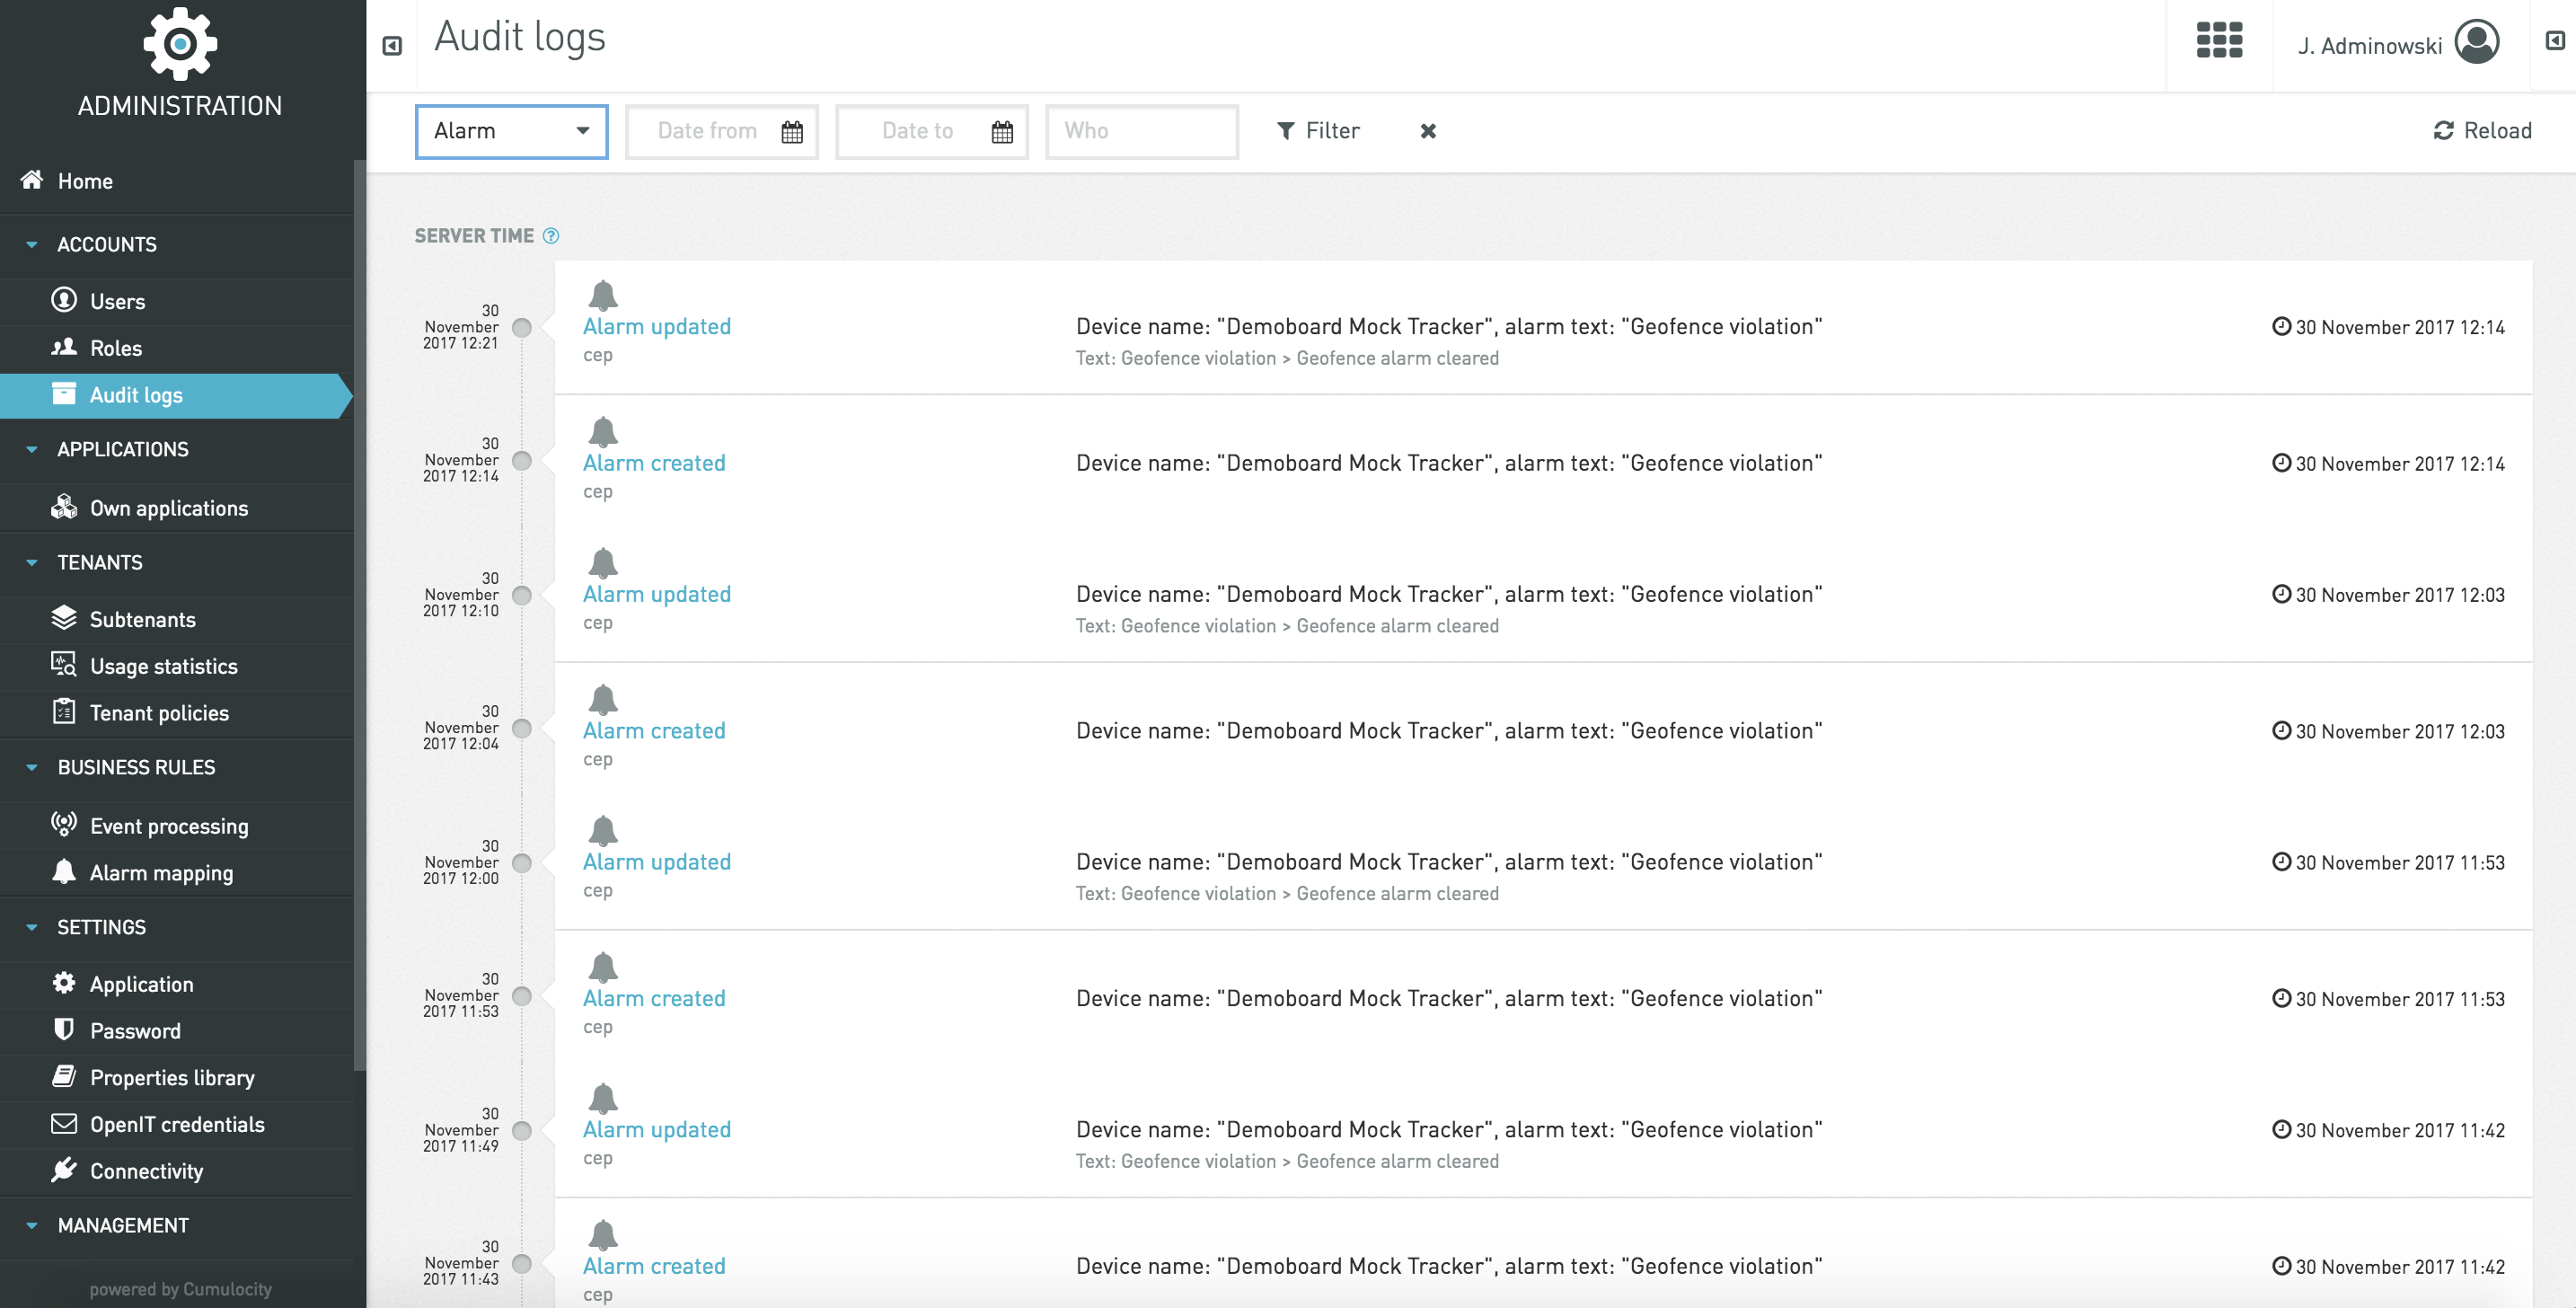 ADMINISTRATION
Home
ACCOUNTS
Users
Roles
Audit logs
APPLICATIONS
Own applications
TENANTS
Subtenants
Usage statistics
Tenant policies
BUSINESS RULES
Event processing
Alarm mapping
SETTINGS
Application
Password
Properties library
OpenIT credentials
Connectivity
MANAGEMENT
powered by Cumulocity
Audit logs
J. Adminowski
Alarm
Date from
Date to
Who
Filter
Reload
SERVER TIME
30
November
2017 12:21
Alarm updated
cep
Device name: "Demoboard Mock Tracker", alarm text: "Geofence violation"
Text: Geofence violation > Geofence alarm cleared
30 November 2017 12:14
30
November
2017 12:14
Alarm created
cep
Device name: "Demoboard Mock Tracker", alarm text: "Geofence violation"
30 November 2017 12:14
30
November
2017 12:10
Alarm updated
cep
Device name: "Demoboard Mock Tracker", alarm text: "Geofence violation"
Text: Geofence violation > Geofence alarm cleared
30 November 2017 12:03
30
November
2017 12:04
Alarm created
cep
Device name: "Demoboard Mock Tracker", alarm text: "Geofence violation"
30 November 2017 12:03
30
November
2017 12:00
Alarm updated
cep
Device name: "Demoboard Mock Tracker", alarm text: "Geofence violation"
Text: Geofence violation > Geofence alarm cleared
30 November 2017 11:53
30
November
2017 11:53
Alarm created
cep
Device name: "Demoboard Mock Tracker", alarm text: "Geofence violation"
30 November 2017 11:53
30
November
2017 11:49
Alarm updated
cep
Device name: "Demoboard Mock Tracker", alarm text: "Geofence violation"
Text: Geofence violation > Geofence alarm cleared
30 November 2017 11:42
30
November
2017 11:43
Alarm created
cep
Device name: "Demoboard Mock Tracker", alarm text: "Geofence violation"
30 November 2017 11:42